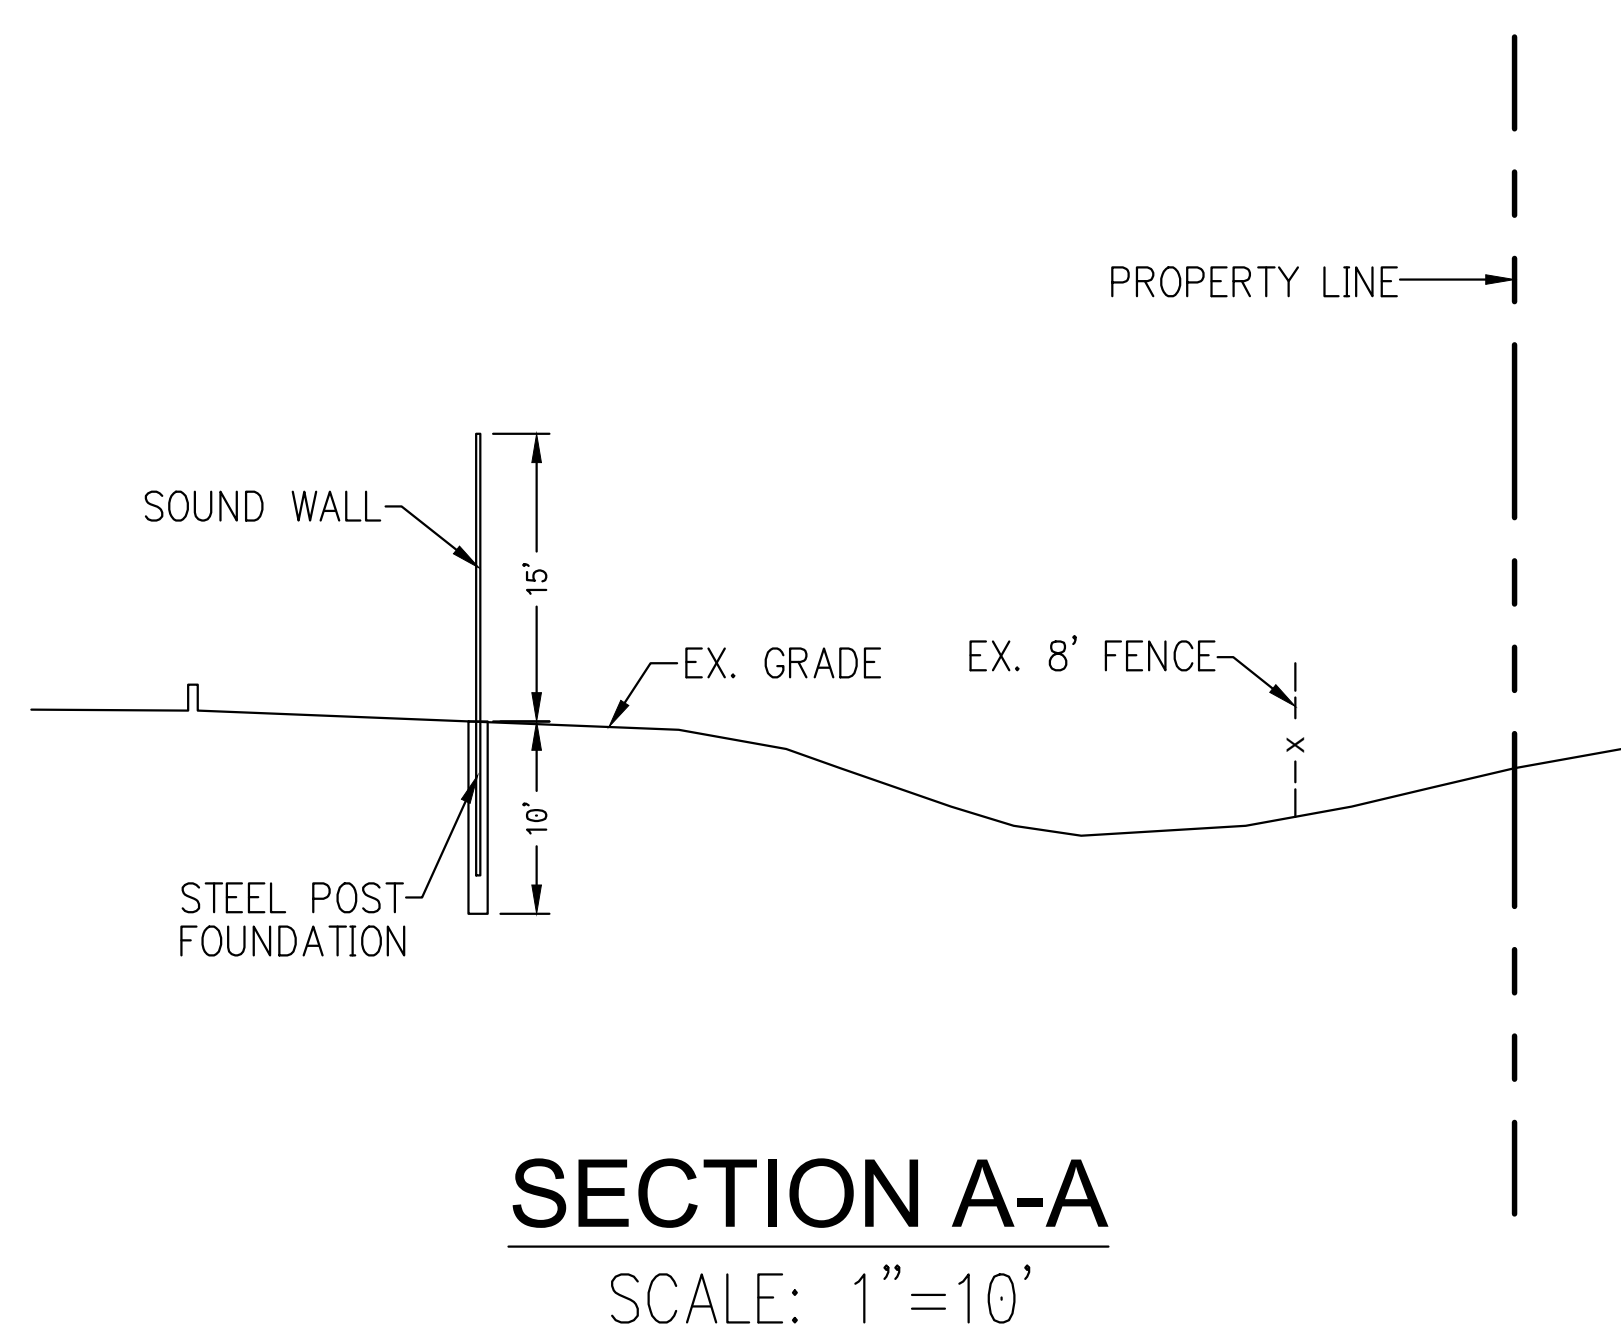 PROPERTY LINE
SOUND WALL
15'
EX. GRADE
EX. 8' FENCE
X
10'
STEEL POST
FOUNDATION
SECTION A-A
SCALE: 1"=10'